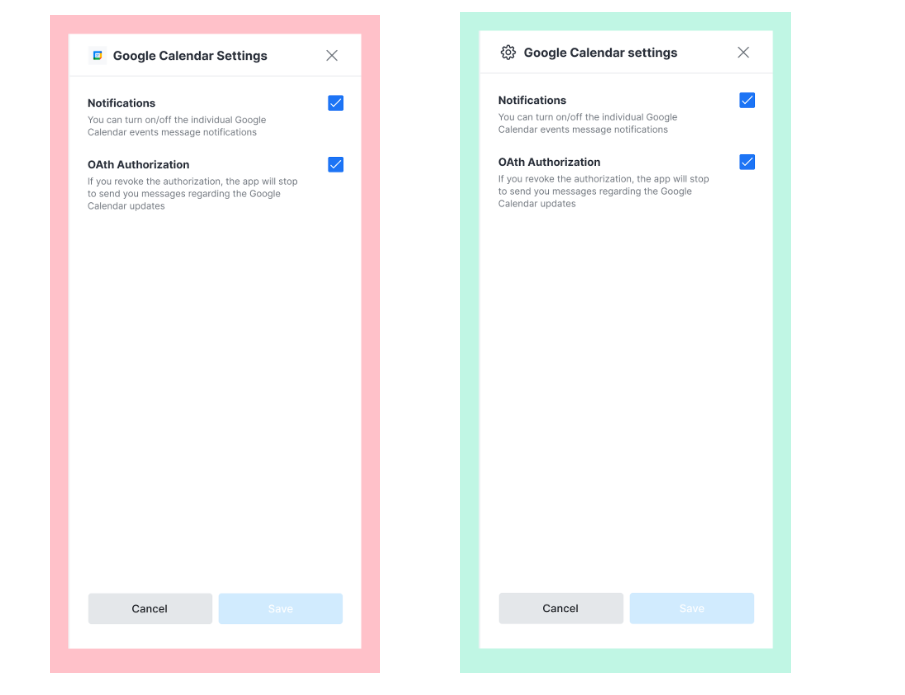 Google Calendar Settings
Notifications
You can turn on/off the individual Google
Calendar events message notifications
OAth Authorization
If you revoke the authorization, the app will stop
to send you messages regarding the Google
Calendar updates
Cancel
Save
Google Calendar settings
Notifications
You can turn on/off the individual Google
Calendar events message notifications
OAth Authorization
If you revoke the authorization, the app will stop
to send you messages regarding the Google
Calendar updates
Cancel
Save